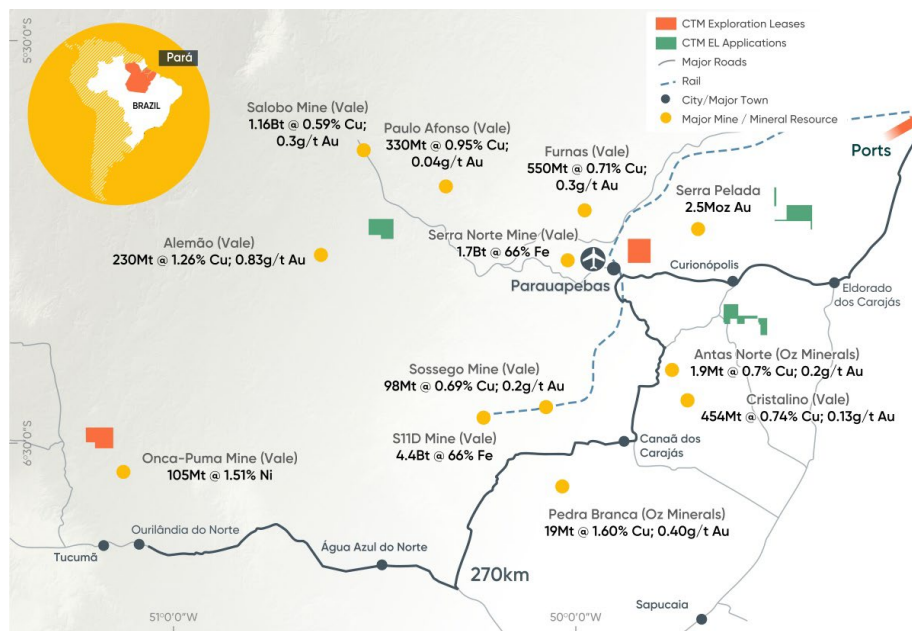 5°30'0"S
CTM Exploration Leases
CTM EL Applications
Major Roads
Rail
City/Major Town
Major Mine / Mineral Resource
Pará
BRAZIL
Salobo Mine (Vale)
1.16Bt @ 0.59% Cu;
0.3g/t Au
Paulo Afonso (Vale)
330Mt @ 0.95% Cu;
0.04g/t Au
Furnas (Vale)
550Mt @ 0.71% Cu;
0.3g/t Au
Ports
Serra Pelada
2.5Moz Au
Alemão (Vale)
230Mt @ 1.26% Cu; 0.83g/t Au
Serra Norte Mine (Vale)
1.7Bt @ 66% Fe
Parauapebas
Curionópolis
Eldorado
dos Carajás
Antas Norte (Oz Minerals)
1.9Mt @ 0.7% Cu; 0.2g/t Au
Sossego Mine (Vale)
98Mt @ 0.69% Cu; 0.2g/t Au
Cristalino (Vale)
454Mt @ 0.74% Cu; 0.13g/t Au
S11D Mine (Vale)
4.4Bt @ 66% Fe
Canaã dos
Carajás
6°30'0"S
Onca-Puma Mine (Vale)
105Mt @ 1.51% Ni
Pedra Branca (Oz Minerals)
19Mt @ 1.60% Cu; 0.40g/t Au
Ourilândia do Norte
Tucumã
Água Azul do Norte
270km
Sapucaia
51°0'0"W
50°0'0"W